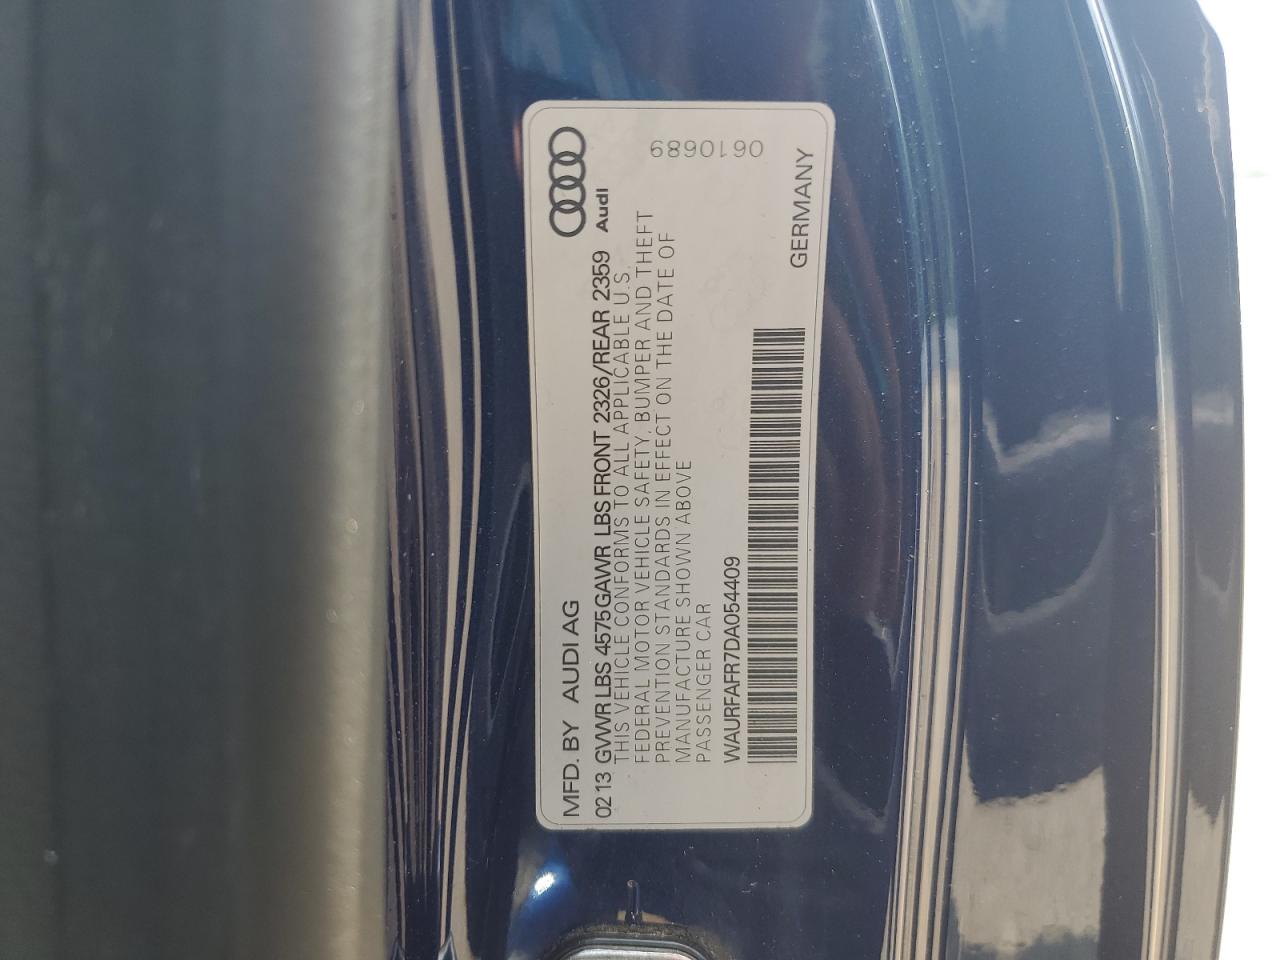 MFD. BY AUDI AG
Audi
02 13 GVWR LBS 4575 GAWR LBS FRONT 2326/REAR 2359
THIS VEHICLE CONFORMS TO ALL APPLICABLE U.S.
FEDERAL MOTOR VEHICLE SAFETY, BUMPER AND THEFT
PREVENTION STANDARDS IN EFFECT ON THE DATE OF
MANUFACTURE SHOWN ABOVE
PASSENGER CAR
0610689
WAURFAFR7DA054409
GERMANY